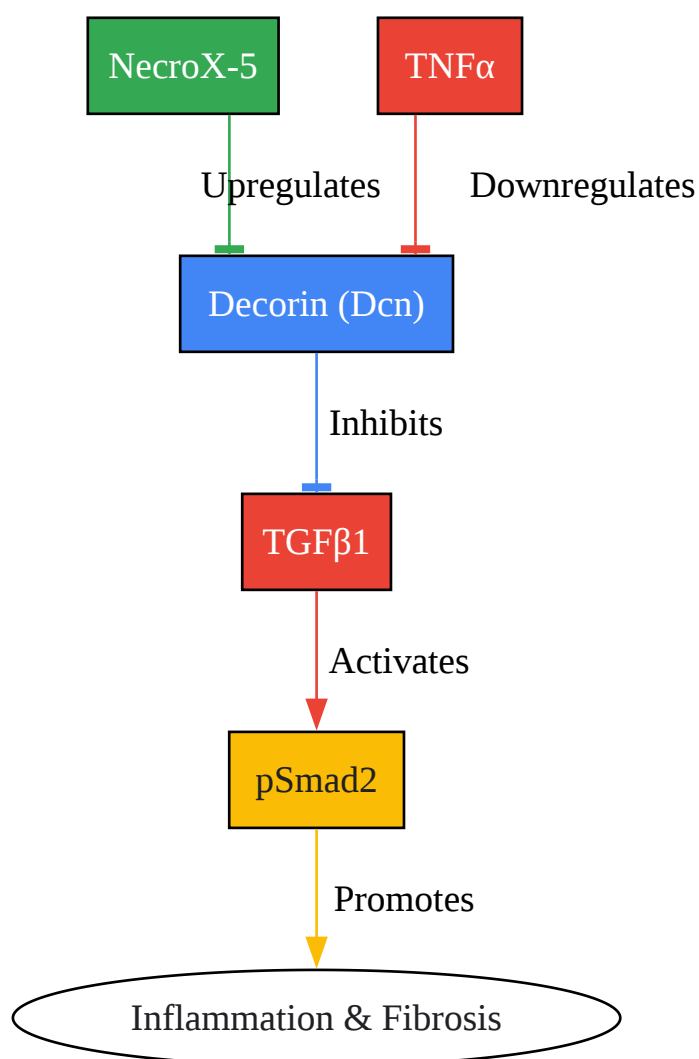 NecroX-5
TNFα
Upregulates
Downregulates
Decorin (Dcn)
Inhibits
TGFβ1
Activates
pSmad2
Promotes
Inflammation & Fibrosis